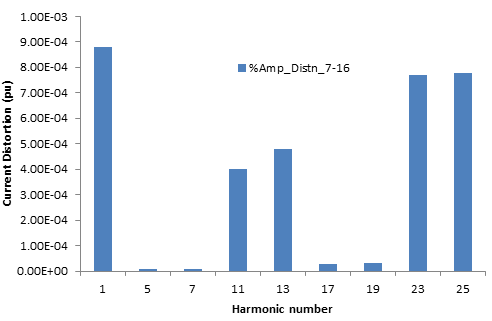 1.00E-03
9.00E-04
8.00E-04
7.00E-04
6.00E-04
5.00E-04
4.00E-04
3.00E-04
2.00E-04
1.00E-04
0.00E+00
Current Distortion (pu)
%Amp_Distn_7-16
1 5 7 11 13 17 19 23 25
Harmonic number